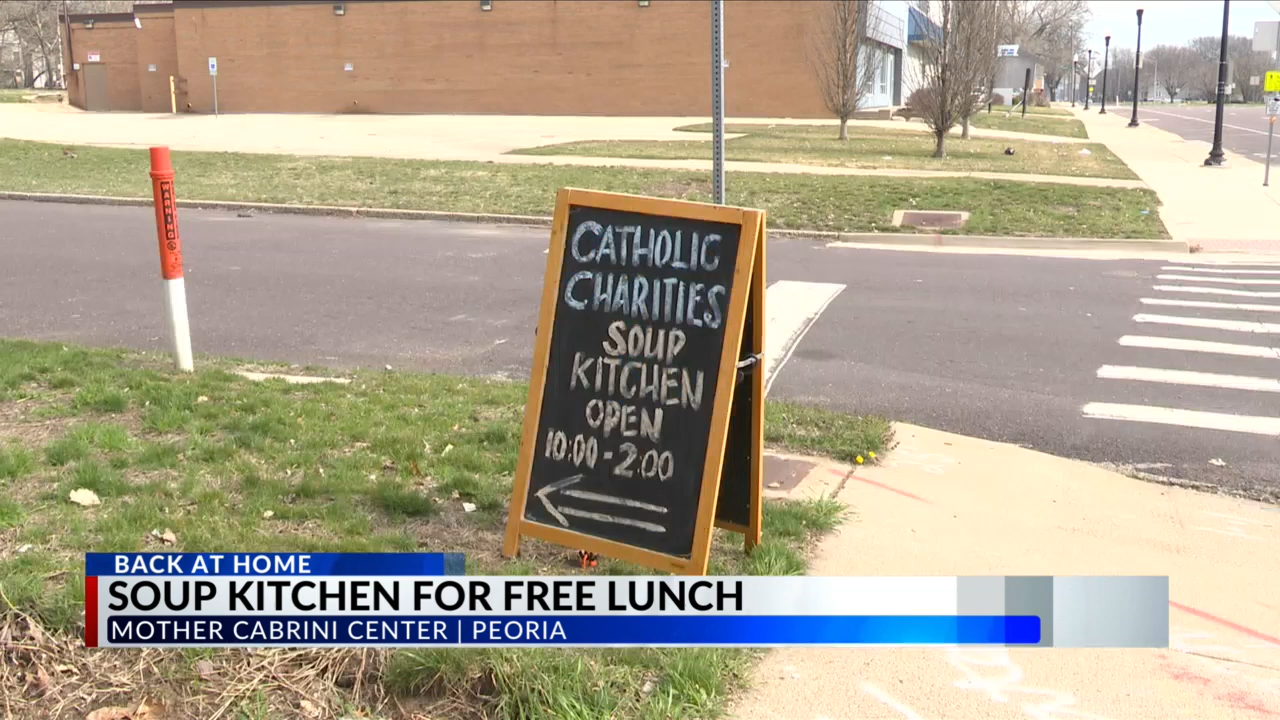 WARNING
CATHOLIC
CHARITIES
SOUP
KITCHEN
OPEN
10:00-2:00
BACK AT HOME
SOUP KITCHEN FOR FREE LUNCH
MOTHER CABRINI CENTER | PEORIA